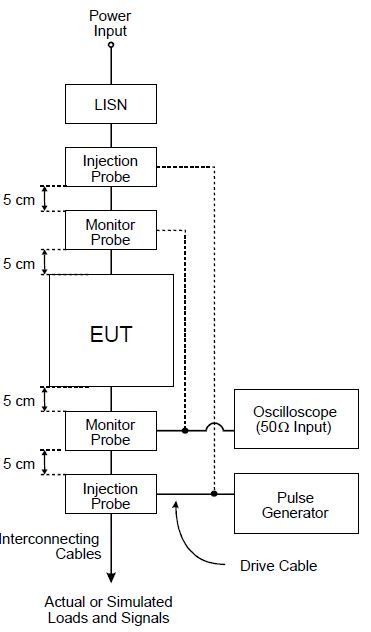 Power
Input
LISN
Injection
Probe
5 cm
Monitor
Probe
5 cm
EUT
5 cm
Monitor
Probe
Oscilloscope
(50Ω Input)
5 cm
Injection
Probe
Pulse
Generator
Interconnecting
Cables
Drive Cable
Actual or Simulated
Loads and Signals